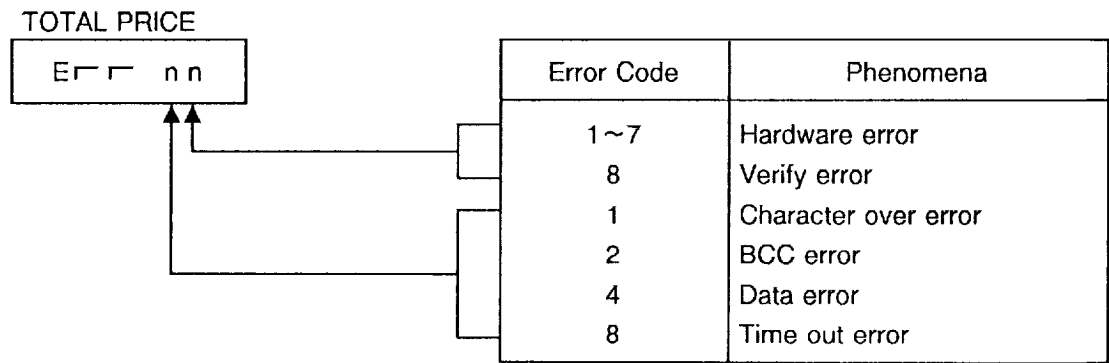 TOTAL PRICE
E┌─ ┌─ n n
Error Code Phenomena
1~7 Hardware error
8 Verify error
1 Character over error
2 BCC error
4 Data error
8 Time out error